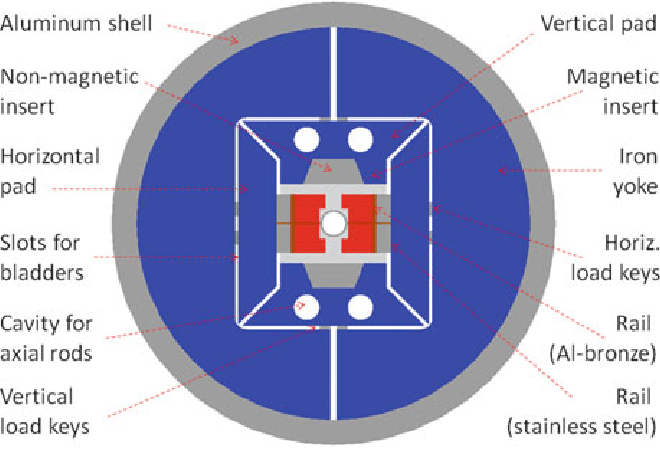 Aluminum shell
Non-magnetic
insert
Horizontal
pad
Slots for
bladders
Cavity for
axial rods
Vertical
load keys
Vertical pad
Magnetic
insert
Iron
yoke
Horiz.
load keys
Rail
(Al-bronze)
Rail
(stainless steel)